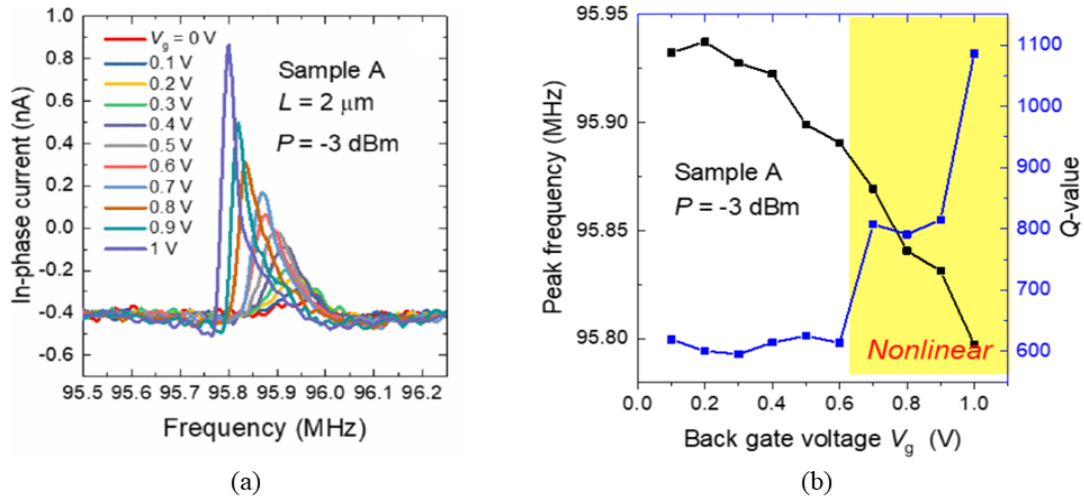 1.0
0.8
0.6
0.4
0.2
0.0
-0.2
-0.4
-0.6
In-phase current (nA)
Vg = 0 V
0.1 V
0.2 V
0.3 V
0.4 V
0.5 V
0.6 V
0.7 V
0.8 V
0.9 V
1 V
Sample A
L = 2 μm
P = -3 dBm
95.5 95.6 95.7 95.8 95.9 96.0 96.1 96.2
Frequency (MHz)
(a)
95.95
95.90
95.85
95.80
Peak frequency (MHz)
Sample A
P = -3 dBm
Nonlinear
1100
1000
900
800
700
600
Q-value
0.0 0.2 0.4 0.6 0.8 1.0
Back gate voltage Vg (V)
(b)